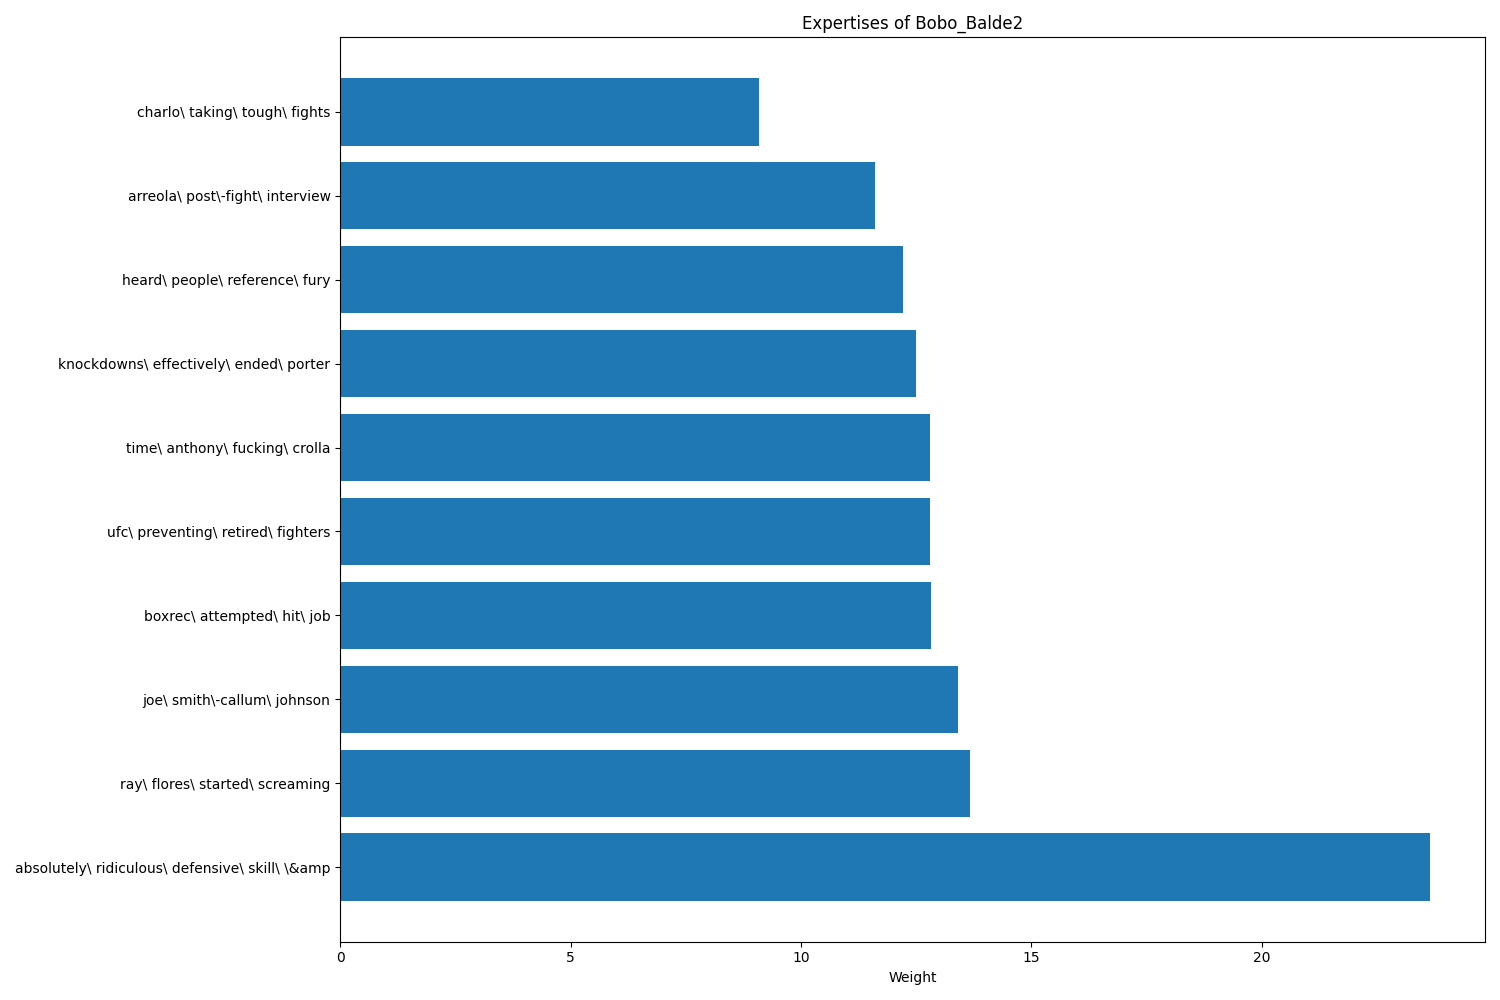 Expertises of Bobo_Balde2
charlo\ taking\ tough\ fights
arreola\ post\-fight\ interview
heard\ people\ reference\ fury
knockdowns\ effectively\ ended\ porter
time\ anthony\ fucking\ crolla
ufc\ preventing\ retired\ fighters
boxrec\ attempted\ hit\ job
joe\ smith\-callum\ johnson
ray\ flores\ started\ screaming
absolutely\ ridiculous\ defensive\ skill\ \&amp
0 5 10 15 20
Weight